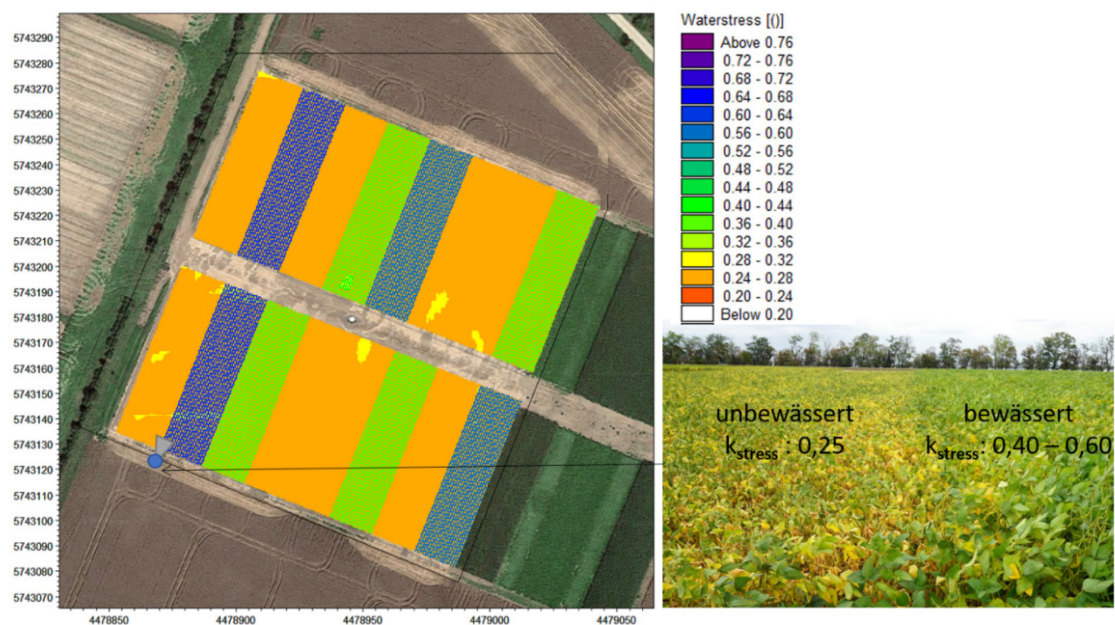 Waterstress [()]
Above 0.76
0.72 - 0.76
0.68 - 0.72
0.64 - 0.68
0.60 - 0.64
0.56 - 0.60
0.52 - 0.56
0.48 - 0.52
0.44 - 0.48
0.40 - 0.44
0.36 - 0.40
0.32 - 0.36
0.28 - 0.32
0.24 - 0.28
0.20 - 0.24
Below 0.20
5743290
5743280
5743270
5743260
5743250
5743240
5743230
5743220
5743210
5743200
5743190
5743180
5743170
5743160
5743150
5743140
5743130
5743120
5743110
5743100
5743090
5743080
5743070
4478850 4478900 4478950 4479000 4479050
unbewässert
kstress : 0,25
bewässert
kstress: 0,40 – 0,60